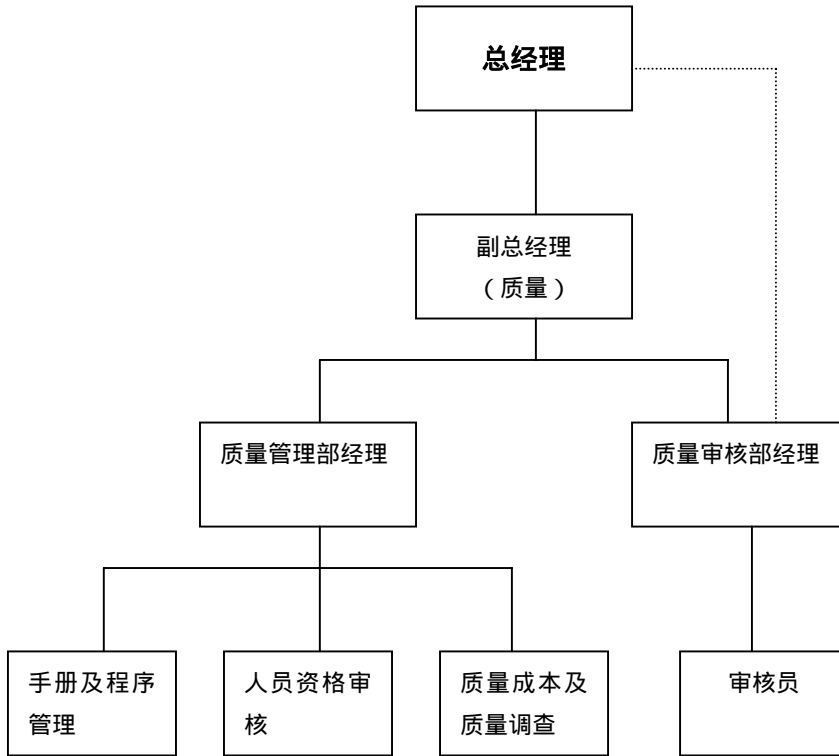 总经理
副总经理
（质量）
质量管理部经理
质量审核部经理
手册及程序
管理
人员资格审
核
质量成本及
质量调查
审核员